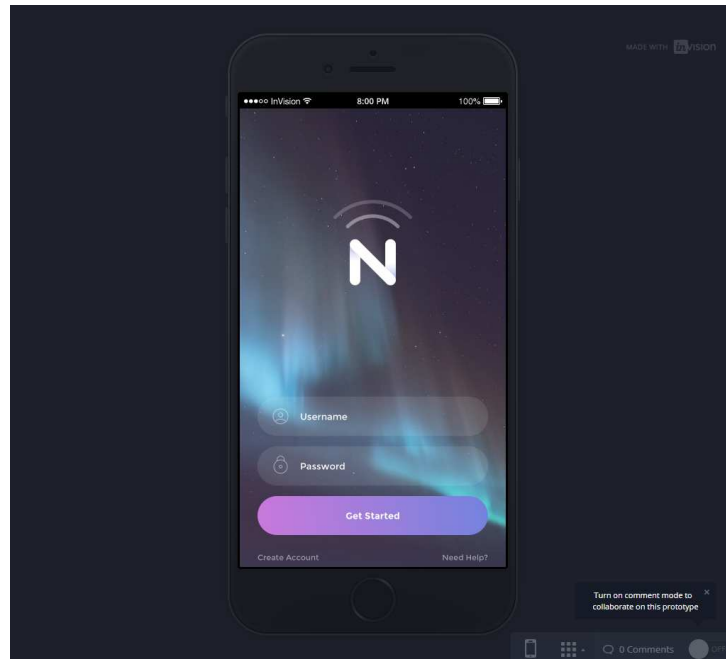 MADE WITH InVision
InVision 8:00 PM 100%
N
Username
Password
Get Started
Create Account Need Help?
Turn on comment mode to
collaborate on this prototype
0 Comments